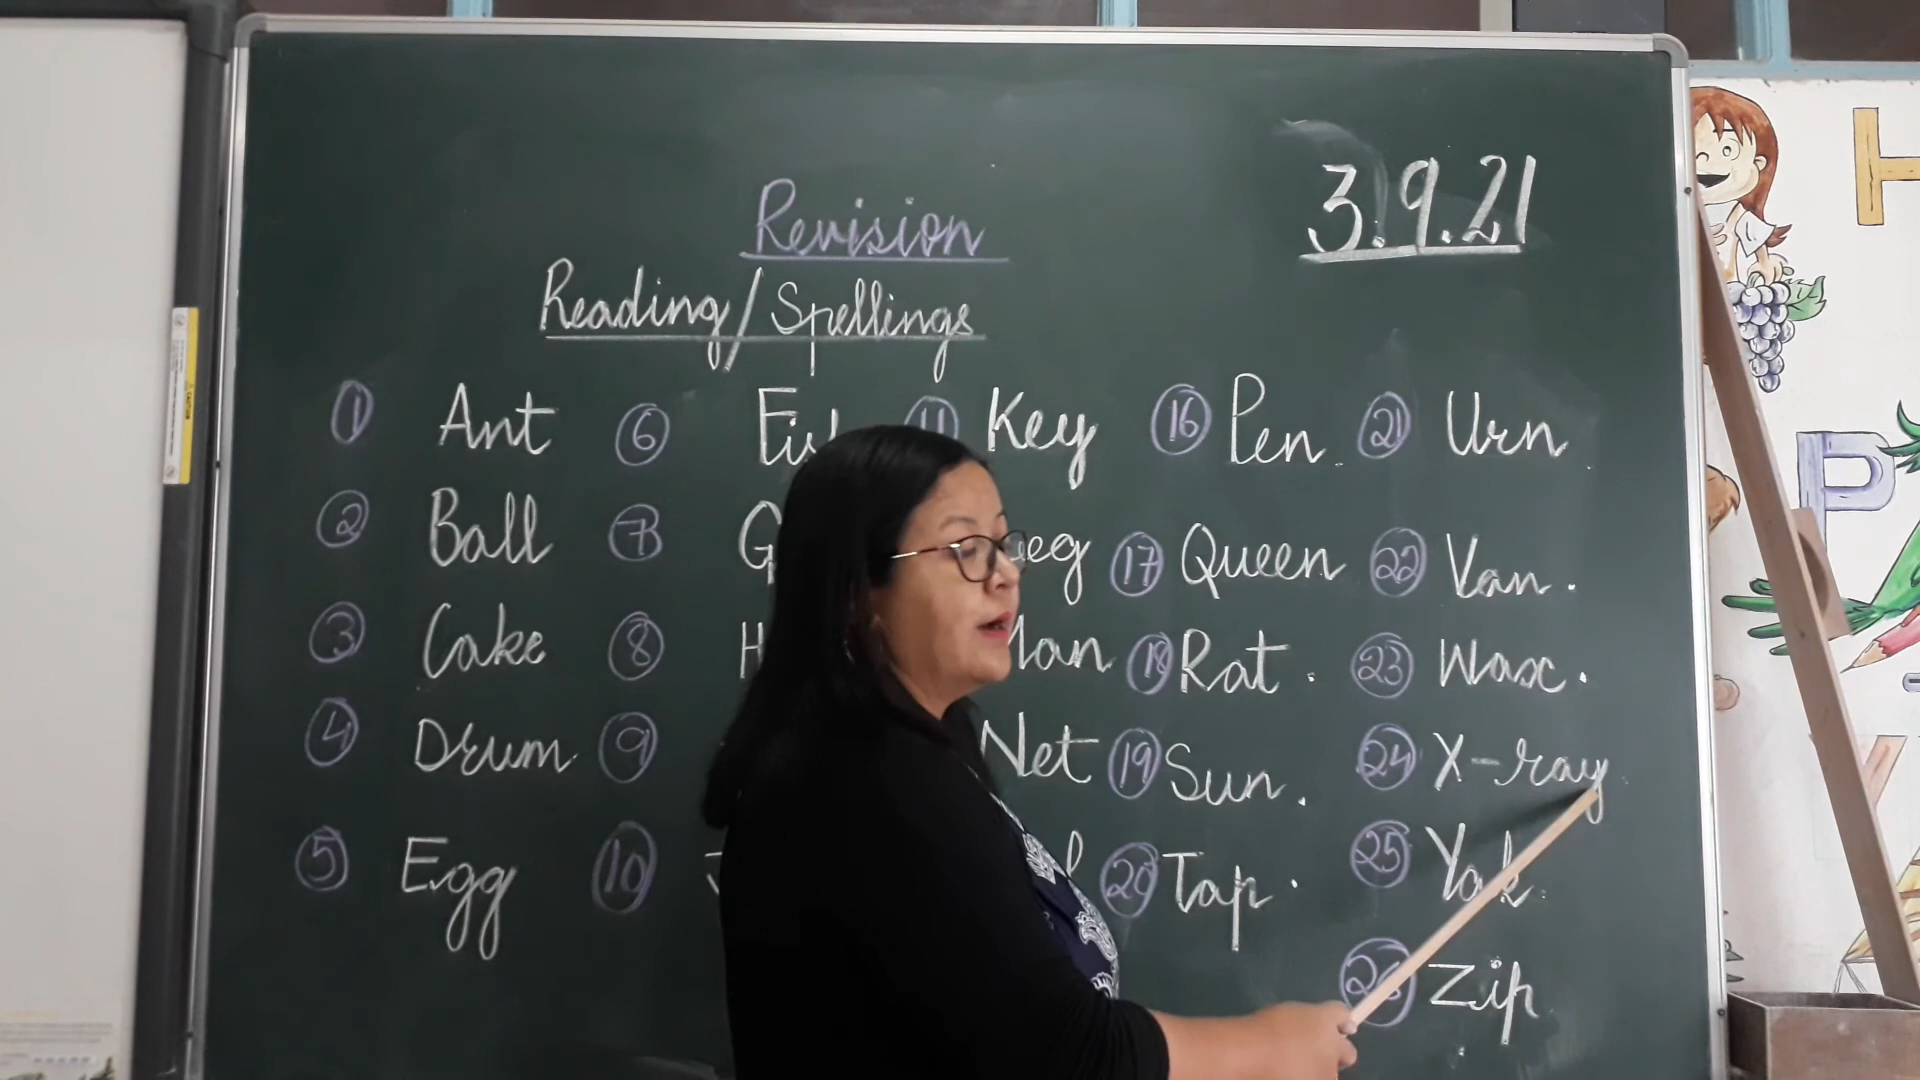 Revision
3.9.21
Reading/Spellings
1 Ant
2 Ball
3 Cake
4 Drum
5 Egg
6
7
8
9
10
11 Key
Net
16 Pen.
17 Queen
18 Rat.
19 Sun.
20 Tap.
21 Urn.
22 Van.
23 Wax.
24 X-ray
25 Yak.
26 Zip
H
P